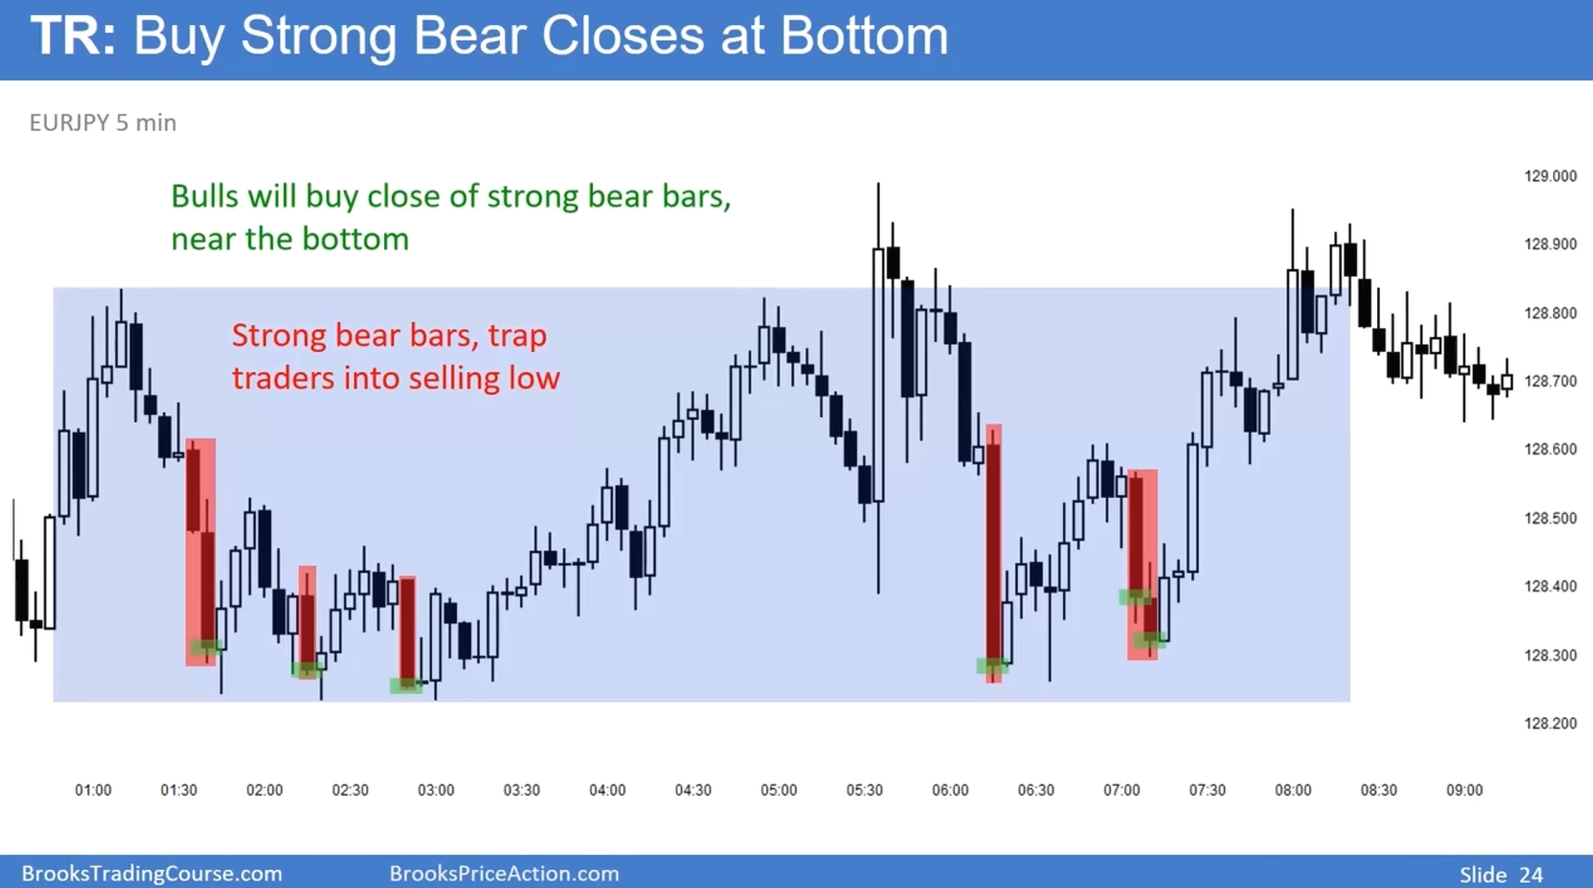 TR: Buy Strong Bear Closes at Bottom
EURJPY 5 min
Bulls will buy close of strong bear bars,
near the bottom
Strong bear bars, trap
traders into selling low
129.000
128.900
128.800
128.700
128.600
128.500
128.400
128.300
128.200
01:00 01:30 02:00 02:30 03:00 03:30 04:00 04:30 05:00 05:30 06:00 06:30 07:00 07:30 08:00 08:30 09:00
BrooksTradingCourse.com BrooksPriceAction.com Slide 24